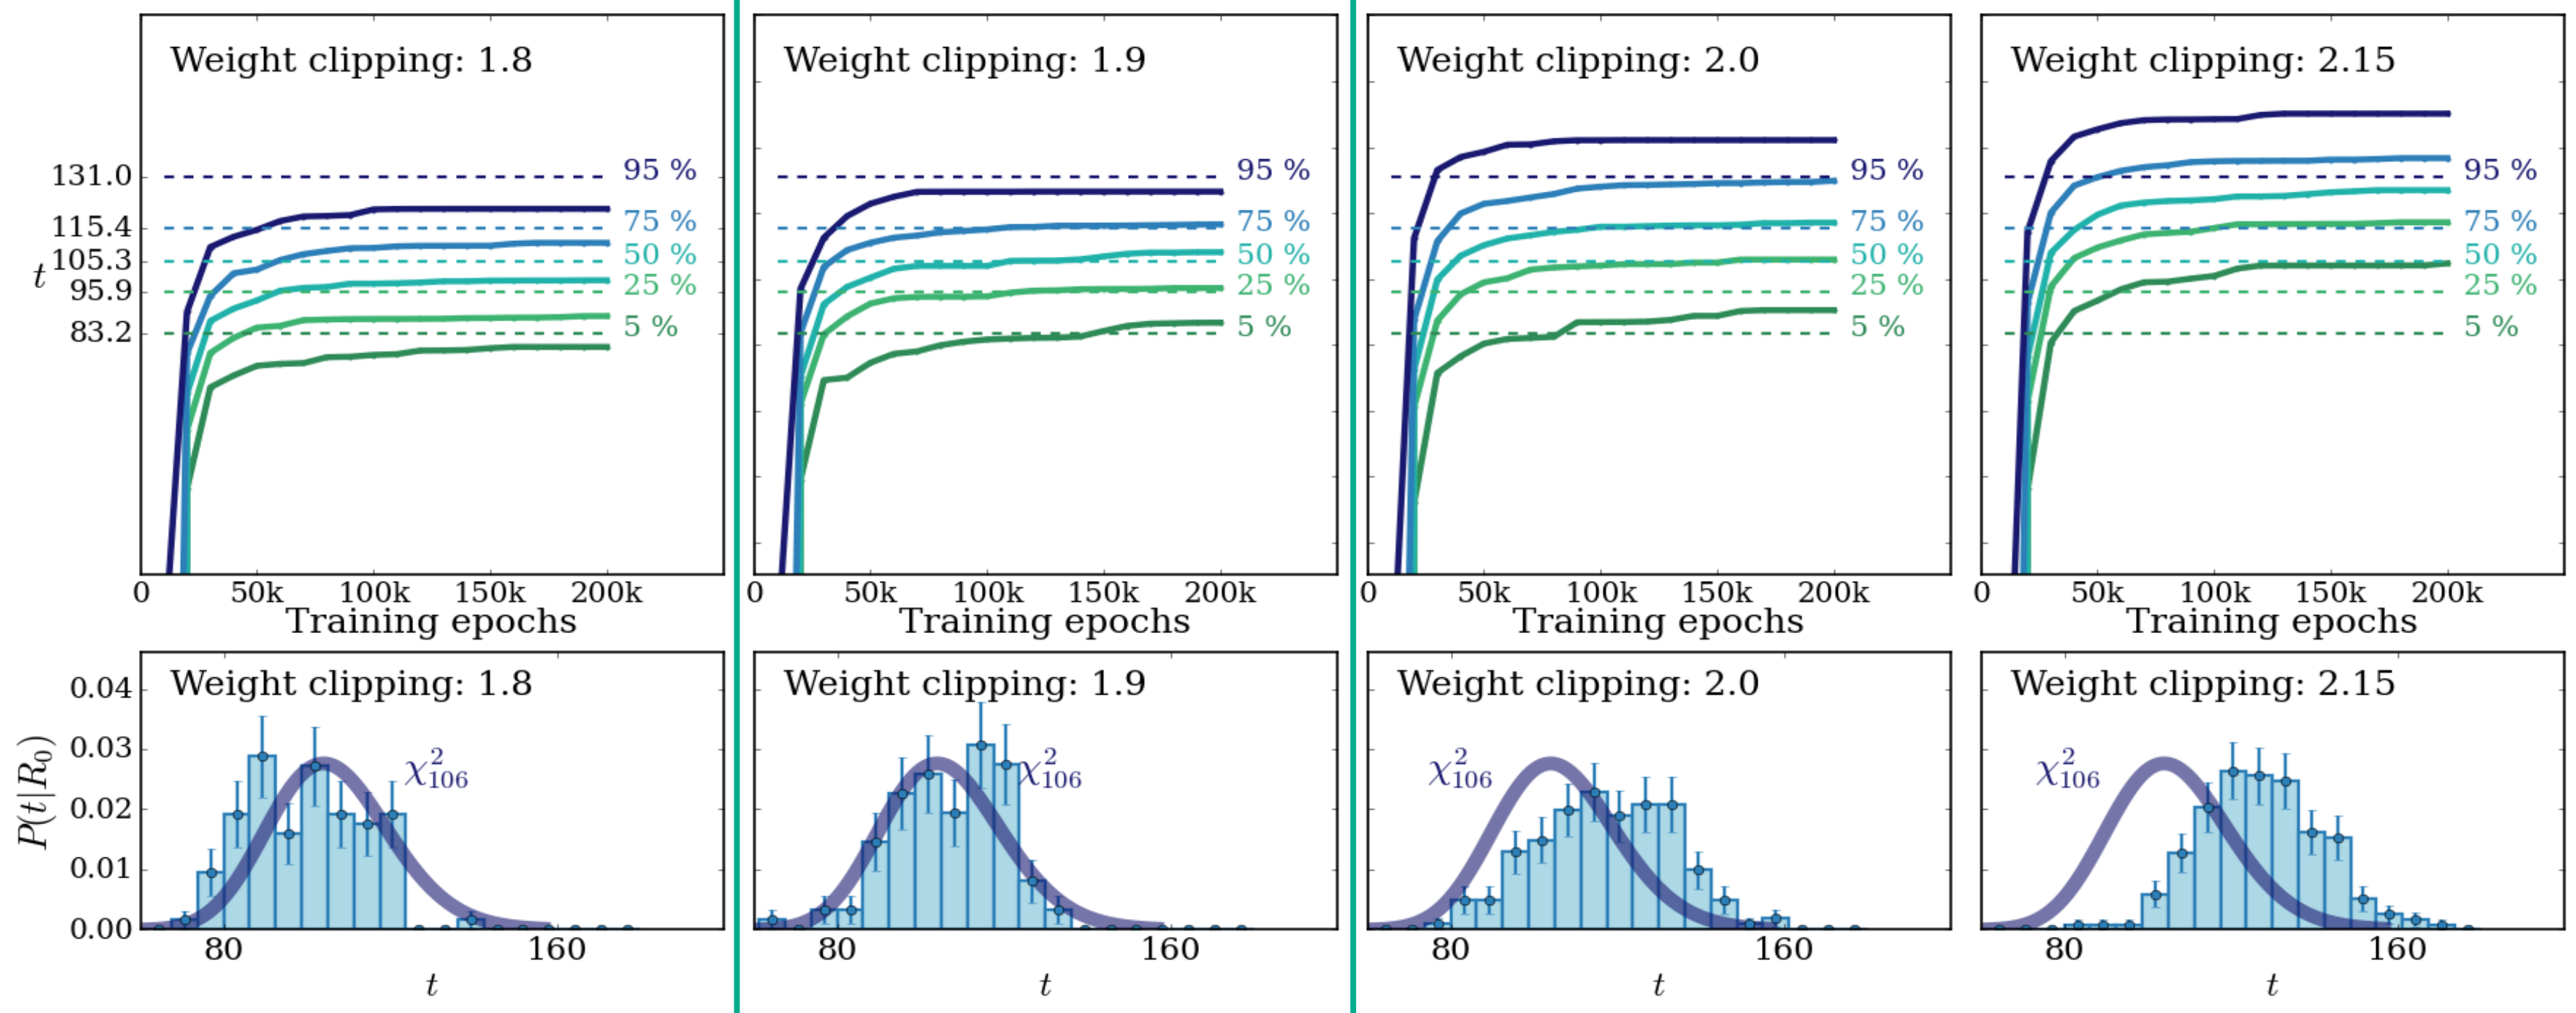 Weight clipping: 1.8
131.0
115.4
105.3
95.9
83.2
t
95 %
75 %
50 %
25 %
5 %
0 50k 100k 150k 200k
Training epochs
Weight clipping: 1.9
95 %
75 %
50 %
25 %
5 %
0 50k 100k 150k 200k
Training epochs
Weight clipping: 2.0
95 %
75 %
50 %
25 %
5 %
0 50k 100k 150k 200k
Training epochs
Weight clipping: 2.15
95 %
75 %
50 %
25 %
5 %
0 50k 100k 150k 200k
Training epochs
Weight clipping: 1.8
P(t|R₀)
0.04
0.03
0.02
0.01
0.00
χ²₁₀₆
80 160
t
Weight clipping: 1.9
χ²₁₀₆
80 160
t
Weight clipping: 2.0
χ²₁₀₆
80 160
t
Weight clipping: 2.15
χ²₁₀₆
80 160
t